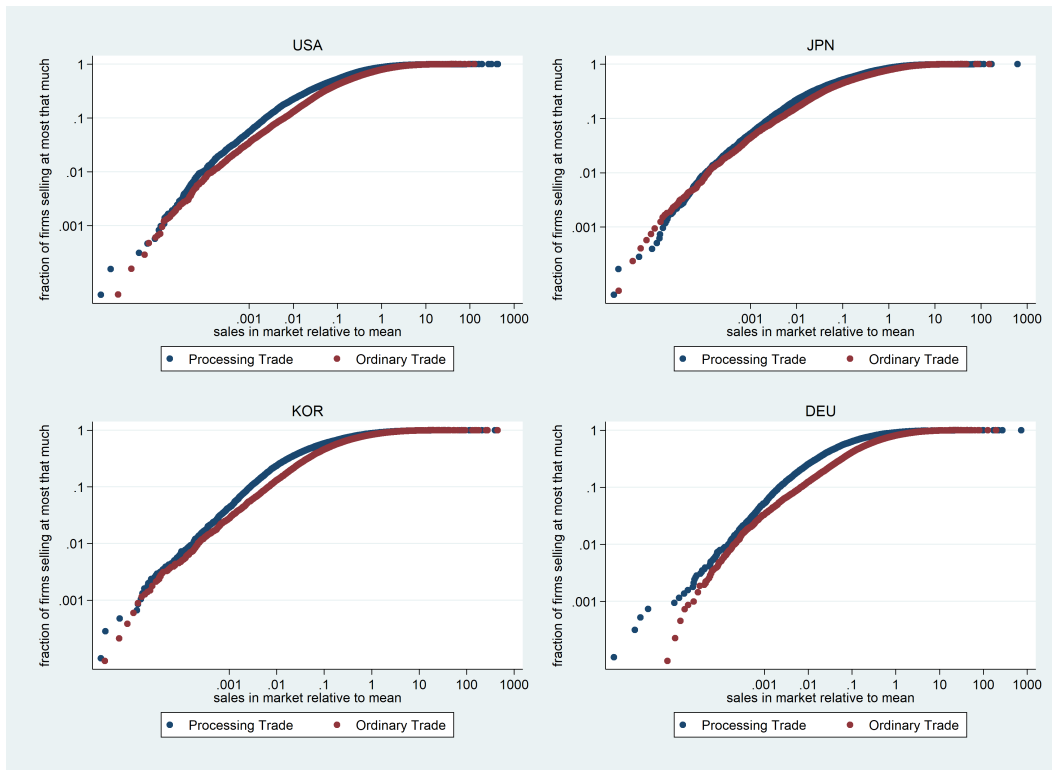 USA
fraction of firms selling at most that much
1
.1
.01
.001
.001 .01 .1 1 10 100 1000
sales in market relative to mean
Processing Trade Ordinary Trade
JPN
fraction of firms selling at most that much
1
.1
.01
.001
.001 .01 .1 1 10 100 1000
sales in market relative to mean
Processing Trade Ordinary Trade
KOR
fraction of firms selling at most that much
1
.1
.01
.001
.001 .01 .1 1 10 100 1000
sales in market relative to mean
Processing Trade Ordinary Trade
DEU
fraction of firms selling at most that much
1
.1
.01
.001
.001 .01 .1 1 10 100 1000
sales in market relative to mean
Processing Trade Ordinary Trade